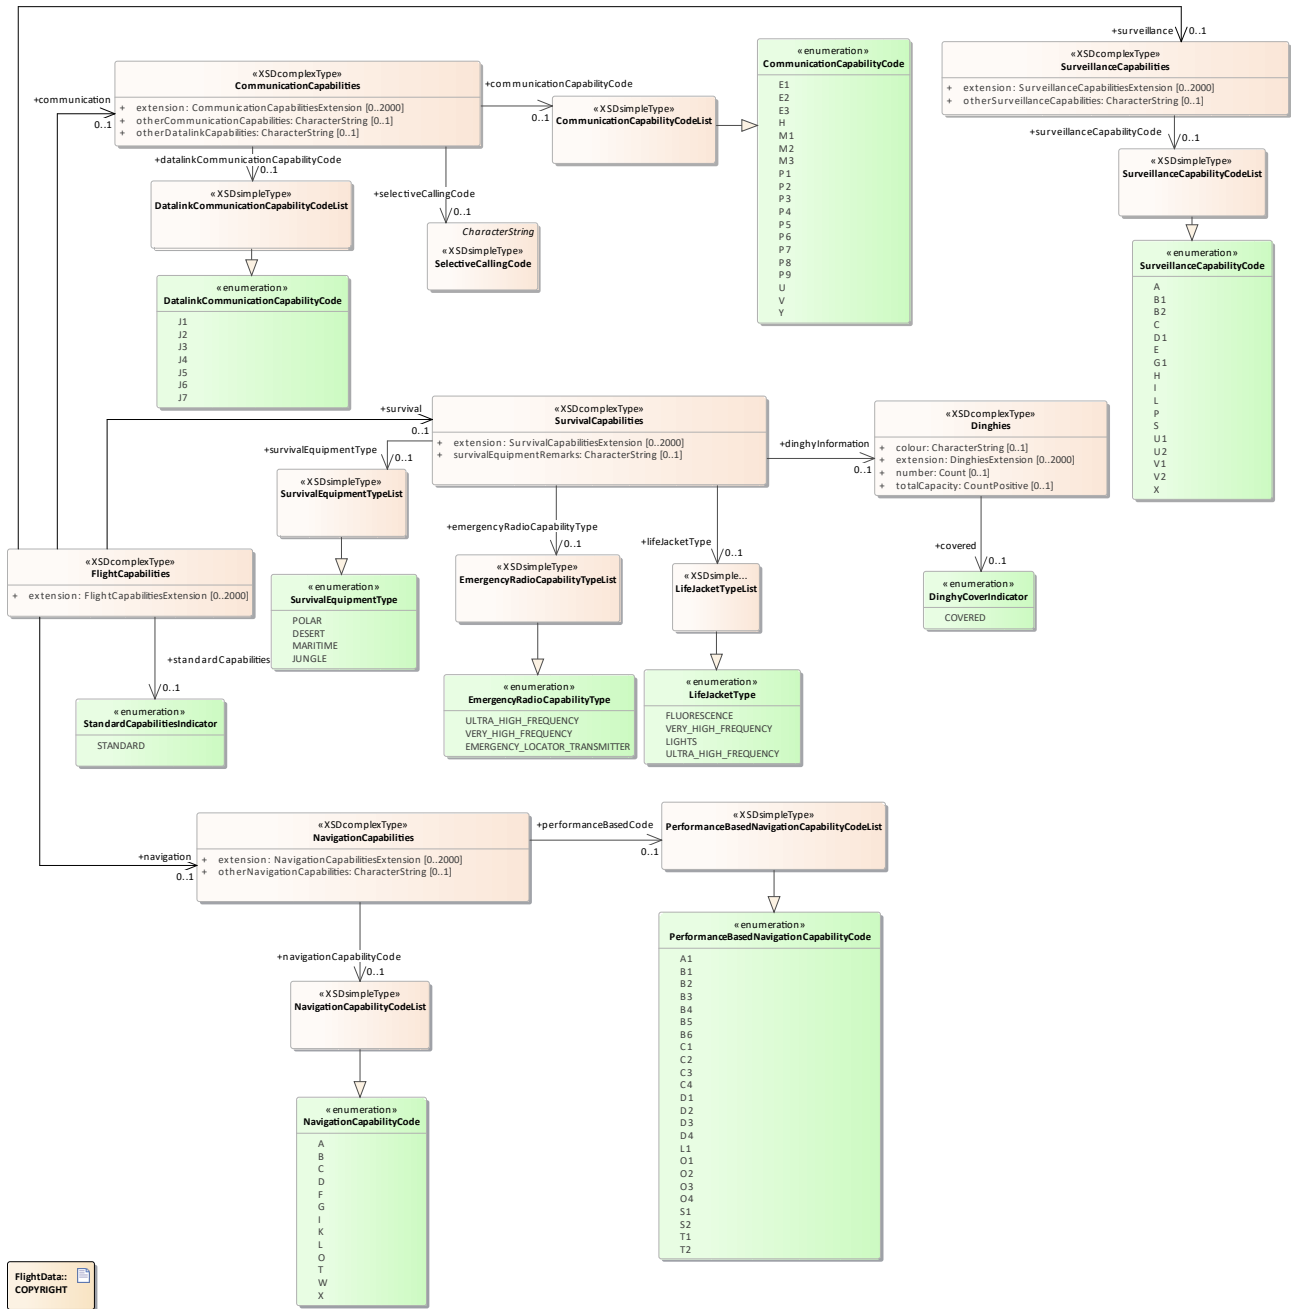 +surveillance
0..1
«XSDcomplexType»
SurveillanceCapabilities
+ extension: SurveillanceCapabilitiesExtension [0..2000]
+ otherSurveillanceCapabilities: CharacterString [0..1]
+surveillanceCapabilityCode
0..1
«XSDsimpleType»
SurveillanceCapabilityCodeList
«enumeration»
SurveillanceCapabilityCode
A
B1
B2
C
D1
E
G1
H
I
L
P
S
U1
U2
V1
V2
X
+communication
0..1
«XSDcomplexType»
CommunicationCapabilities
+ extension: CommunicationCapabilitiesExtension [0..2000]
+ otherCommunicationCapabilities: CharacterString [0..1]
+ otherDatalinkCapabilities: CharacterString [0..1]
+communicationCapabilityCode
0..1
«XSDsimpleType»
CommunicationCapabilityCodeList
«enumeration»
CommunicationCapabilityCode
E1
E2
E3
H
M1
M2
M3
P1
P2
P3
P4
P5
P6
P7
P8
P9
U
V
Y
+datalinkCommunicationCapabilityCode
0..1
«XSDsimpleType»
DatalinkCommunicationCapabilityCodeList
«enumeration»
DatalinkCommunicationCapabilityCode
J1
J2
J3
J4
J5
J6
J7
+selectiveCallingCode
0..1
CharacterString
«XSDsimpleType»
SelectiveCallingCode
+survival
0..1
«XSDcomplexType»
SurvivalCapabilities
+ extension: SurvivalCapabilitiesExtension [0..2000]
+ survivalEquipmentRemarks: CharacterString [0..1]
+dinghyInformation
0..1
«XSDcomplexType»
Dinghies
+ colour: CharacterString [0..1]
+ extension: DinghiesExtension [0..2000]
+ number: Count [0..1]
+ totalCapacity: CountPositive [0..1]
+covered
0..1
«enumeration»
DinghyCoverIndicator
COVERED
+survivalEquipmentType
0..1
«XSDsimpleType»
SurvivalEquipmentTypeList
«enumeration»
SurvivalEquipmentType
POLAR
DESERT
MARITIME
JUNGLE
+emergencyRadioCapabilityType
0..1
«XSDsimpleType»
EmergencyRadioCapabilityTypeList
«enumeration»
EmergencyRadioCapabilityType
ULTRA_HIGH_FREQUENCY
VERY_HIGH_FREQUENCY
EMERGENCY_LOCATOR_TRANSMITTER
+lifeJacketType
0..1
«XSDsimple...
LifeJacketTypeList
«enumeration»
LifeJacketType
FLUORESCENCE
VERY_HIGH_FREQUENCY
LIGHTS
ULTRA_HIGH_FREQUENCY
«XSDcomplexType»
FlightCapabilities
+ extension: FlightCapabilitiesExtension [0..2000]
+standardCapabilities
0..1
«enumeration»
StandardCapabilitiesIndicator
STANDARD
+navigation
0..1
«XSDcomplexType»
NavigationCapabilities
+ extension: NavigationCapabilitiesExtension [0..2000]
+ otherNavigationCapabilities: CharacterString [0..1]
+performanceBasedCode
0..1
«XSDsimpleType»
PerformanceBasedNavigationCapabilityCodeList
«enumeration»
PerformanceBasedNavigationCapabilityCode
A1
B1
B2
B3
B4
B5
B6
C1
C2
C3
C4
D1
D2
D3
D4
L1
O1
O2
O3
O4
S1
S2
T1
T2
+navigationCapabilityCode
0..1
«XSDsimpleType»
NavigationCapabilityCodeList
«enumeration»
NavigationCapabilityCode
A
B
C
D
F
G
I
K
L
O
T
W
X
FlightData::
COPYRIGHT